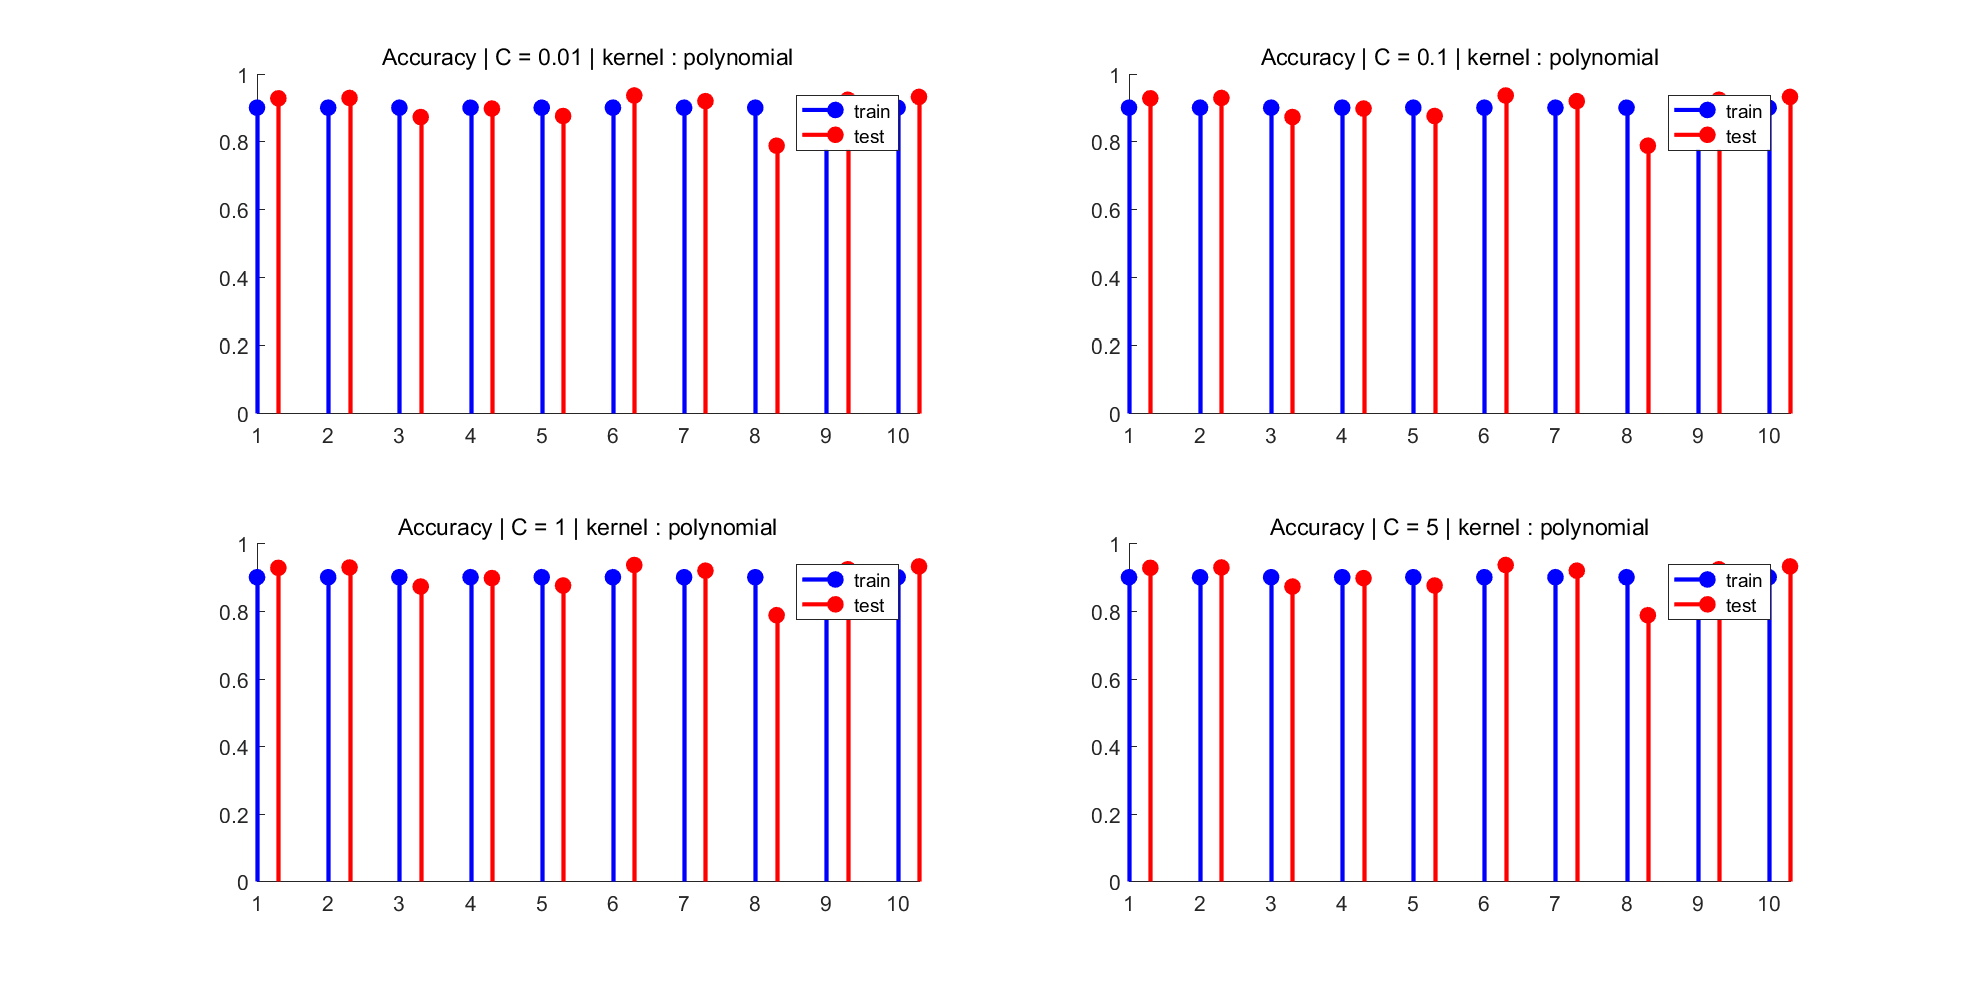 Accuracy | C = 0.01 | kernel : polynomial
1
0.8
0.6
0.4
0.2
0
1 2 3 4 5 6 7 8 9 10
train
test
Accuracy | C = 0.1 | kernel : polynomial
1
0.8
0.6
0.4
0.2
0
1 2 3 4 5 6 7 8 9 10
train
test
Accuracy | C = 1 | kernel : polynomial
1
0.8
0.6
0.4
0.2
0
1 2 3 4 5 6 7 8 9 10
train
test
Accuracy | C = 5 | kernel : polynomial
1
0.8
0.6
0.4
0.2
0
1 2 3 4 5 6 7 8 9 10
train
test